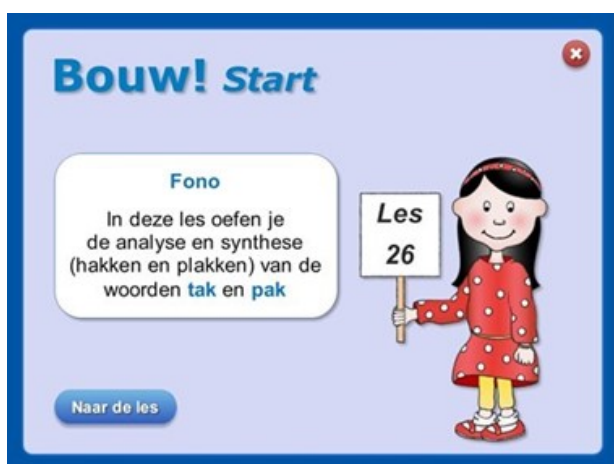 Bouw! Start
Fono
In deze les oefen je
de analyse en synthese
(hakken en plakken) van de
woorden tak en pak
Les
26
Naar de les